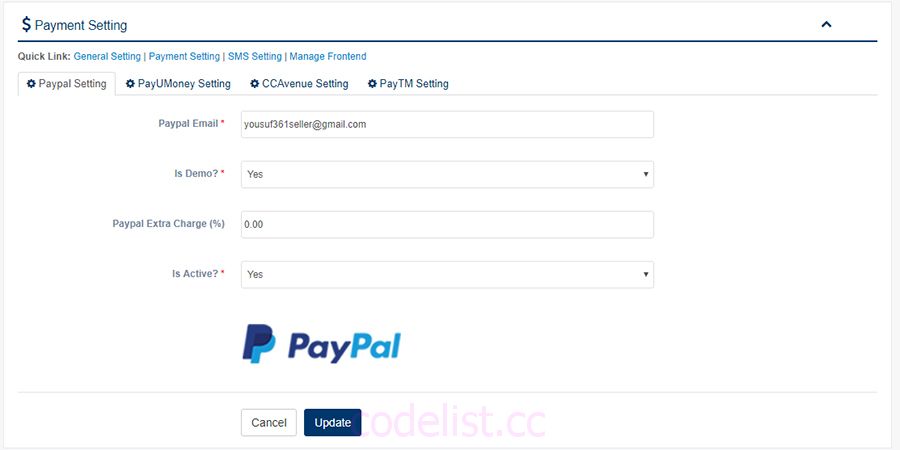 $ Payment Setting
Quick Link: General Setting | Payment Setting | SMS Setting | Manage Frontend
Paypal Setting PayUMoney Setting CCAvenue Setting PayTM Setting
Paypal Email * yousuf361seller@gmail.com
Is Demo? * Yes
Paypal Extra Charge (%) 0.00
Is Active? * Yes
PayPal
Cancel Update codelist.cc